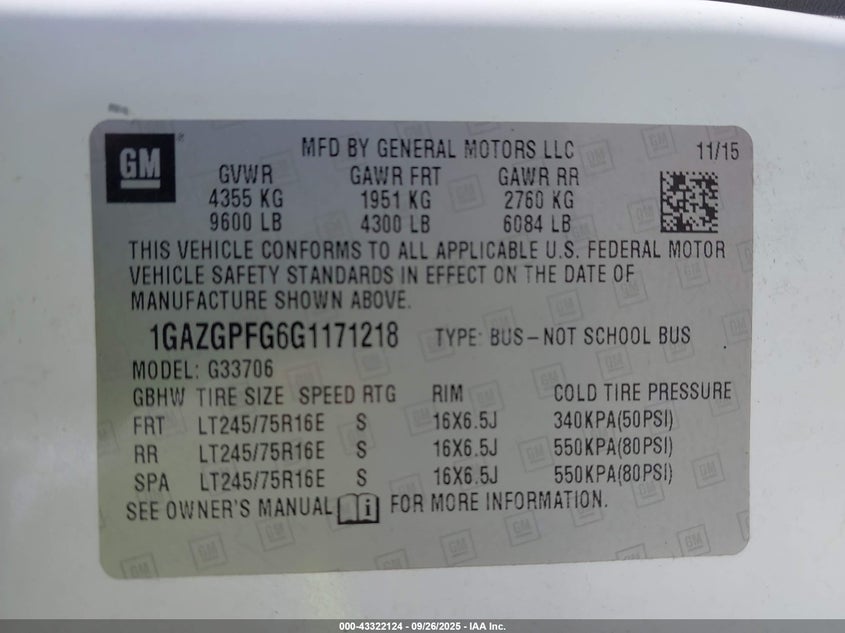 GM
MFD BY GENERAL MOTORS LLC 11/15
GVWR GAWR FRT GAWR RR
4355 KG 1951 KG 2760 KG
9600 LB 4300 LB 6084 LB
THIS VEHICLE CONFORMS TO ALL APPLICABLE U.S. FEDERAL MOTOR
VEHICLE SAFETY STANDARDS IN EFFECT ON THE DATE OF
MANUFACTURE SHOWN ABOVE.
1GAZGPFG6G1171218 TYPE: BUS-NOT SCHOOL BUS
MODEL: G33706
GBHW TIRE SIZE SPEED RTG RIM COLD TIRE PRESSURE
FRT LT245/75R16E S 16X6.5J 340KPA(50PSI)
RR LT245/75R16E S 16X6.5J 550KPA(80PSI)
SPA LT245/75R16E S 16X6.5J 550KPA(80PSI)
SEE OWNER'S MANUAL i FOR MORE INFORMATION.
000-43322124 - 09/26/2025 - IAA Inc.